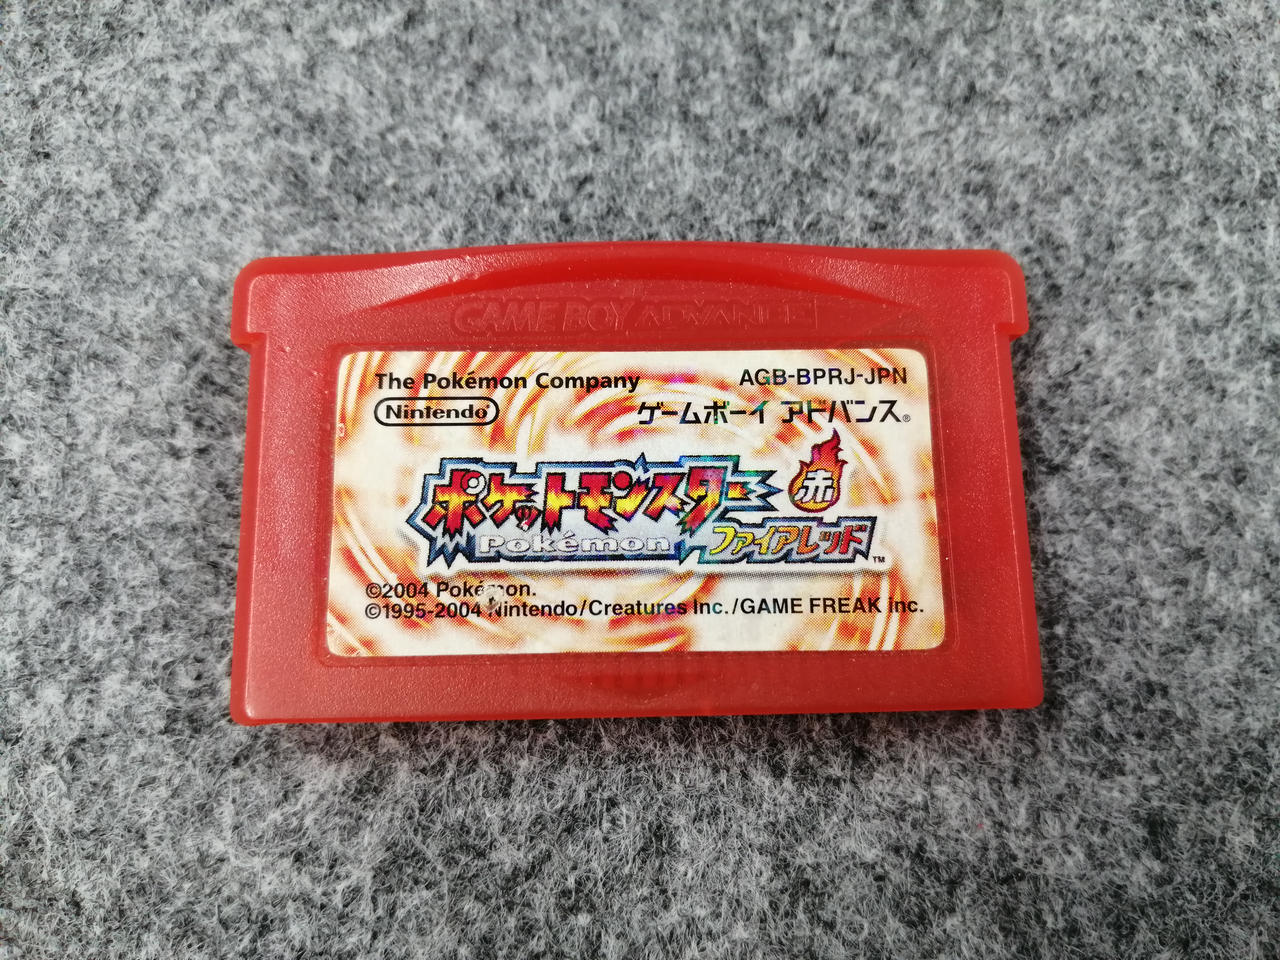 GAME BOY ADVANCE
The Pokémon Company AGB-BPRJ-JPN
Nintendo® ゲームボーイ アドバンス®
ポケットモンスター 赤
Pokémon ファイアレッド™
©2004 Pokémon.
©1995-2004 Nintendo/Creatures Inc./GAME FREAK inc.